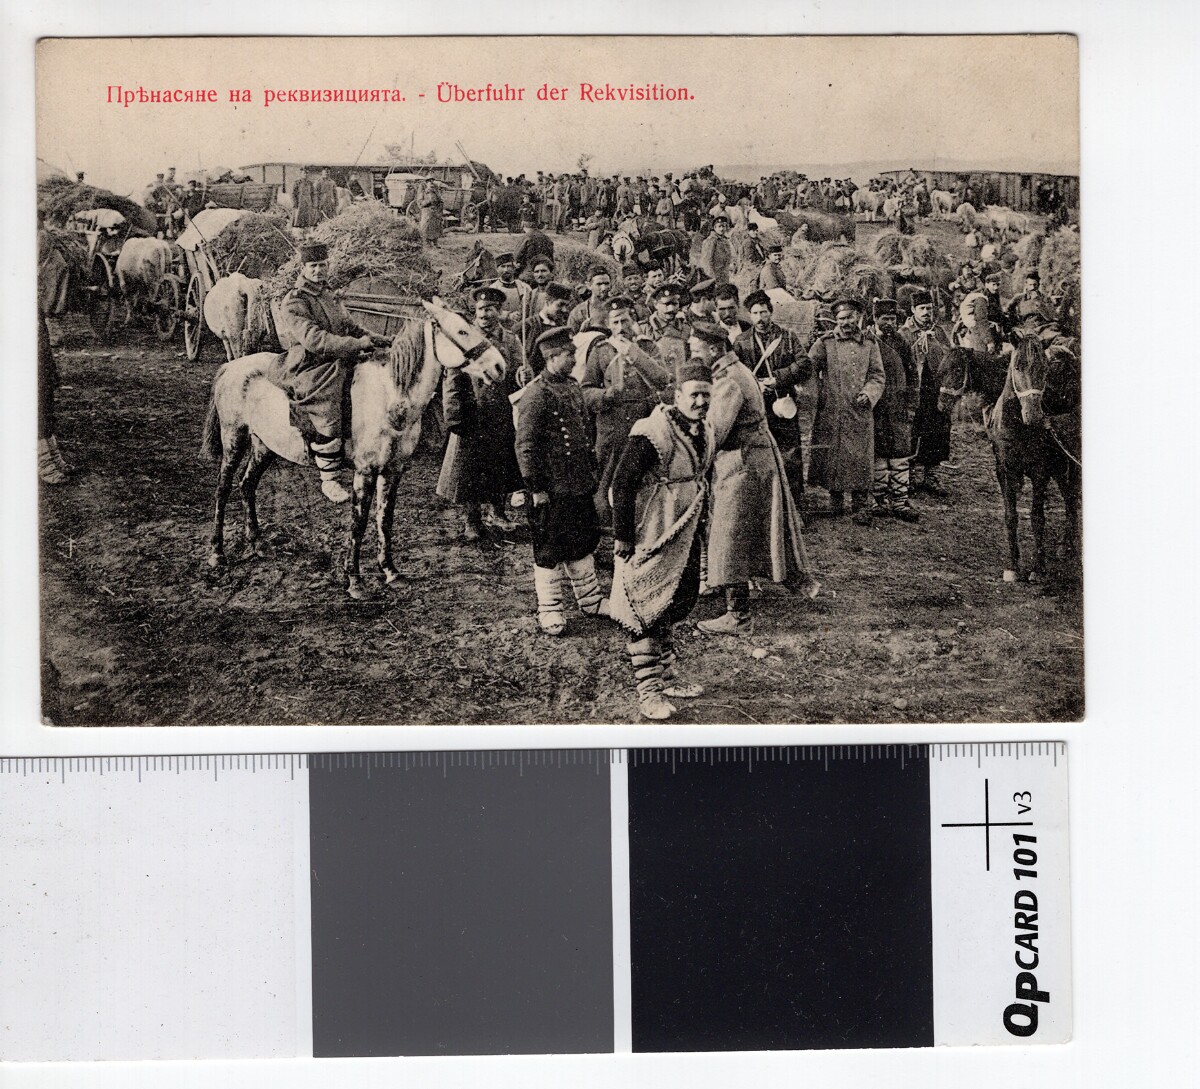 Прѣнасяне на реквизицията. - Überfuhr der Rekvisition.
QPCARD 101 v3